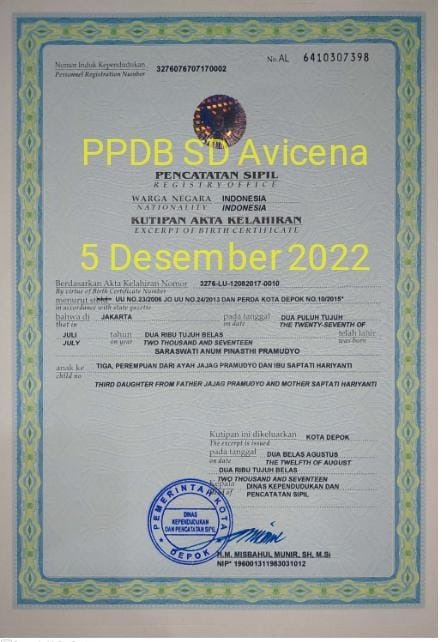 Nomor Induk Kependudukan 3276076707170002
Personnel Registration Number
No. AL 6410307398
PPDB SD Avicena
PENCATATAN SIPIL
REGISTRY OFFICE
WARGA NEGARA INDONESIA
NATIONALITY INDONESIA
KUTIPAN AKTA KELAHIRAN
EXCERPT OF BIRTH CERTIFICATE
5 Desember 2022
Berdasarkan Akta Kelahiran Nomor 3276-LU-12082017-0010
By virtue of Birth Certificate Number
menurut UU NO.23/2006 JO UU NO.24/2013 DAN PERDA KOTA DEPOK NO.10/2015*
in accordance with state gazette
bahwa di JAKARTA pada tanggal DUA PULUH TUJUH
that in on date THE TWENTY-SEVENTH OF
JULI tahun DUA RIBU TUJUH BELAS telah lahir
JULY on year TWO THOUSAND AND SEVENTEEN was born
SARASWATI ANUM PINASTHI PRAMUDYO
anak ke TIGA, PEREMPUAN DARI AYAH JAJAG PRAMUDYO DAN IBU SAPTATI HARIYANTI
child no
THIRD DAUGHTER FROM FATHER JAJAG PRAMUDYO AND MOTHER SAPTATI HARIYANTI
Kutipan ini dikeluarkan KOTA DEPOK
The excerpt is issued
pada tanggal DUA BELAS AGUSTUS
on date THE TWELFTH OF AUGUST
DUA RIBU TUJUH BELAS
TWO THOUSAND AND SEVENTEEN
Kepala DINAS KEPENDUDUKAN DAN
of PENCATATAN SIPIL
PEMERINTAH KOTA
DINAS
KEPENDUDUKAN
DAN PENCATATAN SIPIL
DEPOK
H.M. MISBAHUL MUNIR, SH, M.Si
NIP* 196001311983031012